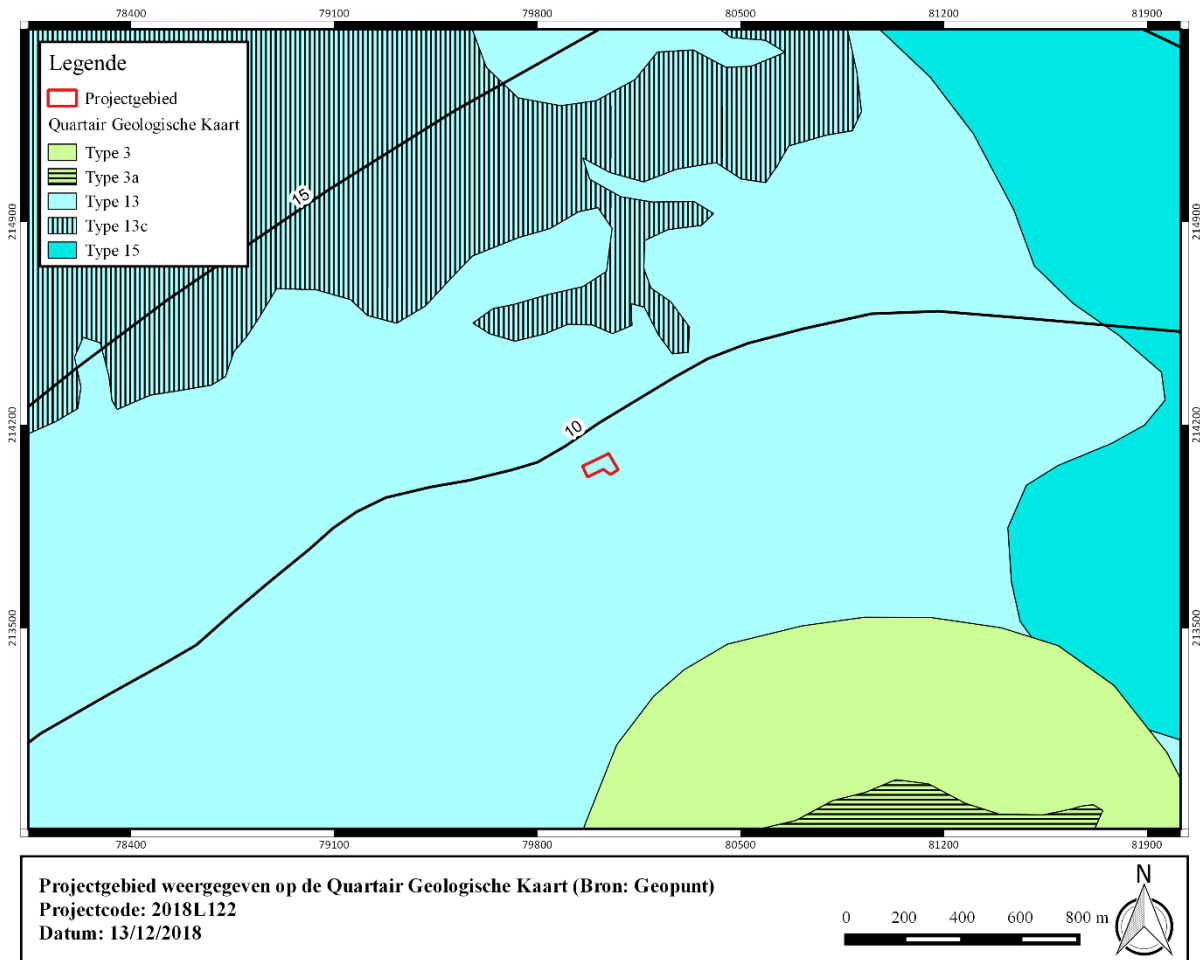 78400 79100 79800 80500 81200 81900
Legende
Projectgebied
Quartair Geologische Kaart
Type 3
Type 3a
Type 13
Type 13c
Type 15
15
10
214900 214900
214200 214200
213500 213500
78400 79100 79800 80500 81200 81900
Projectgebied weergegeven op de Quartair Geologische Kaart (Bron: Geopunt)
Projectcode: 2018L122
Datum: 13/12/2018
0 200 400 600 800 m
N